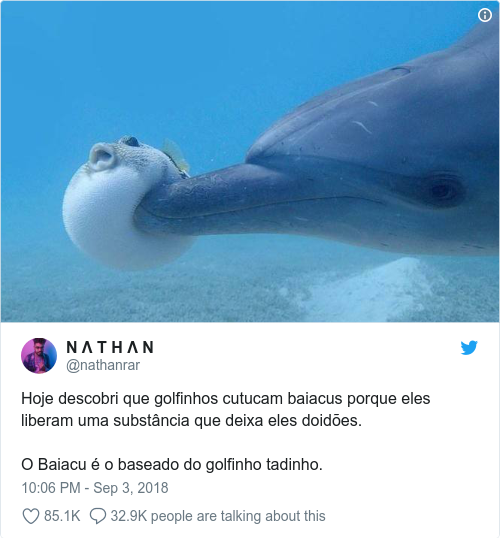 NΛTHΛN
@nathanrar
Hoje descobri que golfinhos cutucam baiacus porque eles
liberam uma substância que deixa eles doidões.
O Baiacu é o baseado do golfinho tadinho.
10:06 PM - Sep 3, 2018
85.1K 32.9K people are talking about this